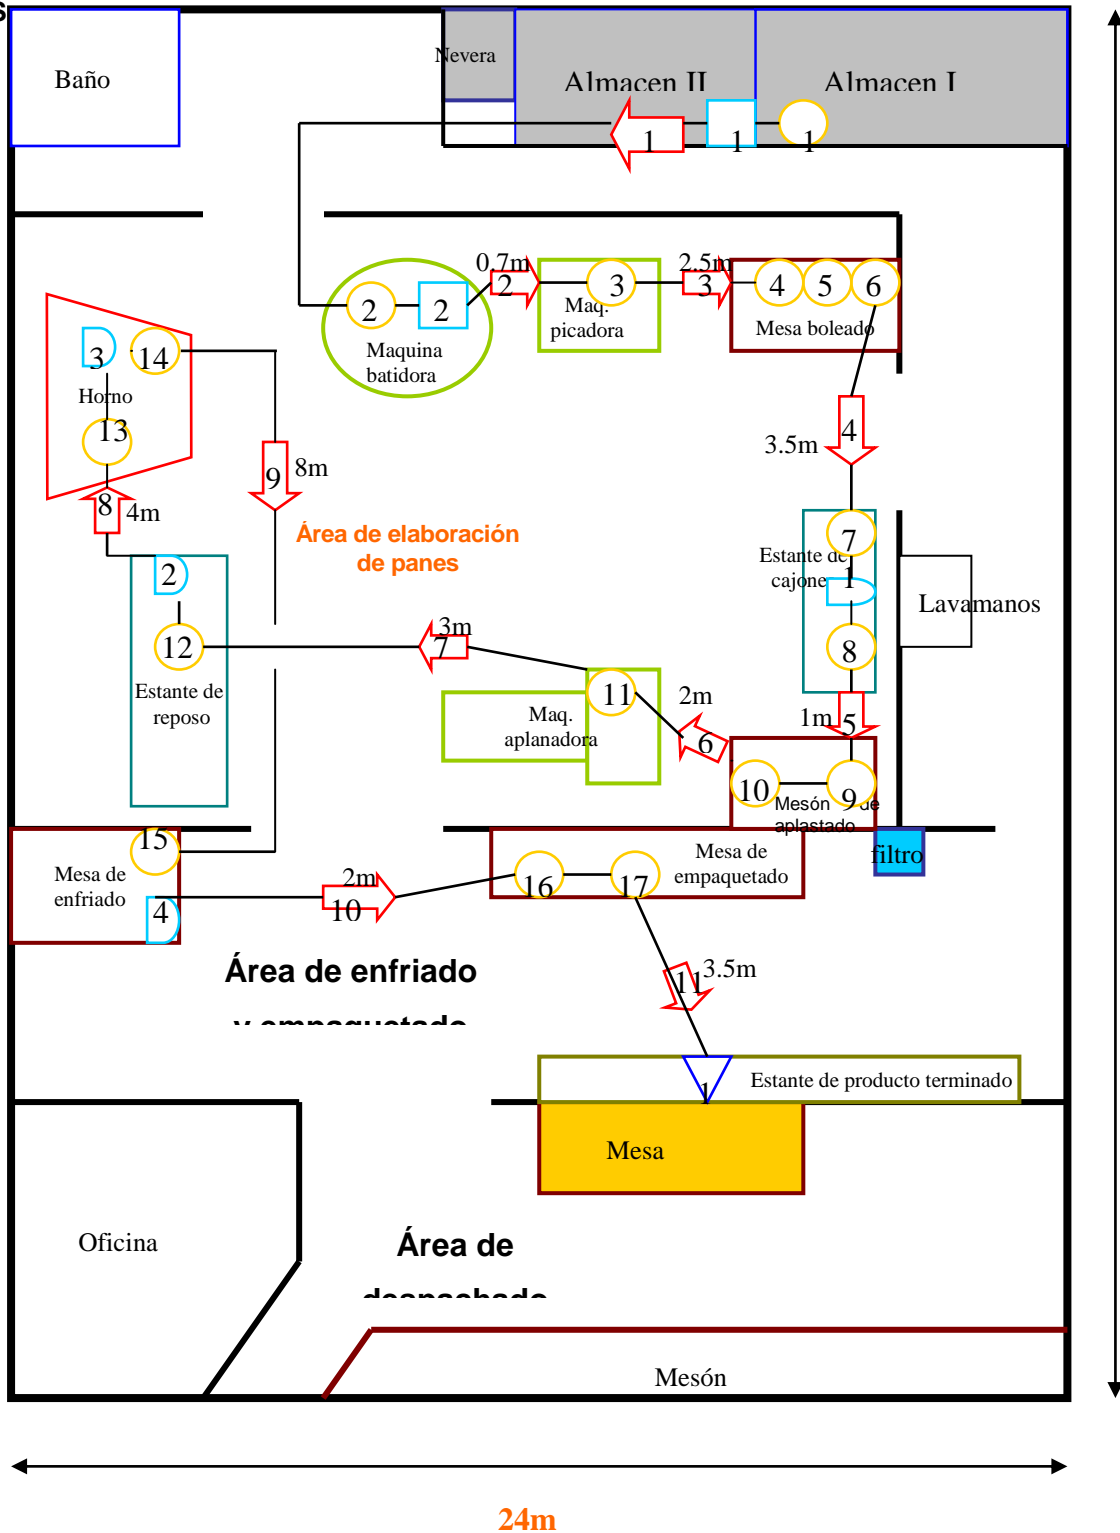 s
Baño
Nevera
Almacen II
Almacen I
1
1
1
0.7m
2.5m
2
2
2
3
3
4
5
6
Maq.
picadora
Mesa boleado
Maquina
batidora
3
14
Horno
13
4
3.5m
9
8m
8
4m
Área de elaboración
de panes
7
Estante de
cajones
1
2
Lavamanos
3m
7
12
8
Estante de
reposo
11
2m
1m
5
Maq.
aplanadora
6
10
9
Mesón de
aplastado
15
Mesa de
enfriado
Mesa de
empaquetado
filtro
2m
16
17
4
10
Área de enfriado
y empaquetado
3.5m
11
1
Estante de producto terminado
Mesa
Oficina
Área de
despachado
Mesón
24m